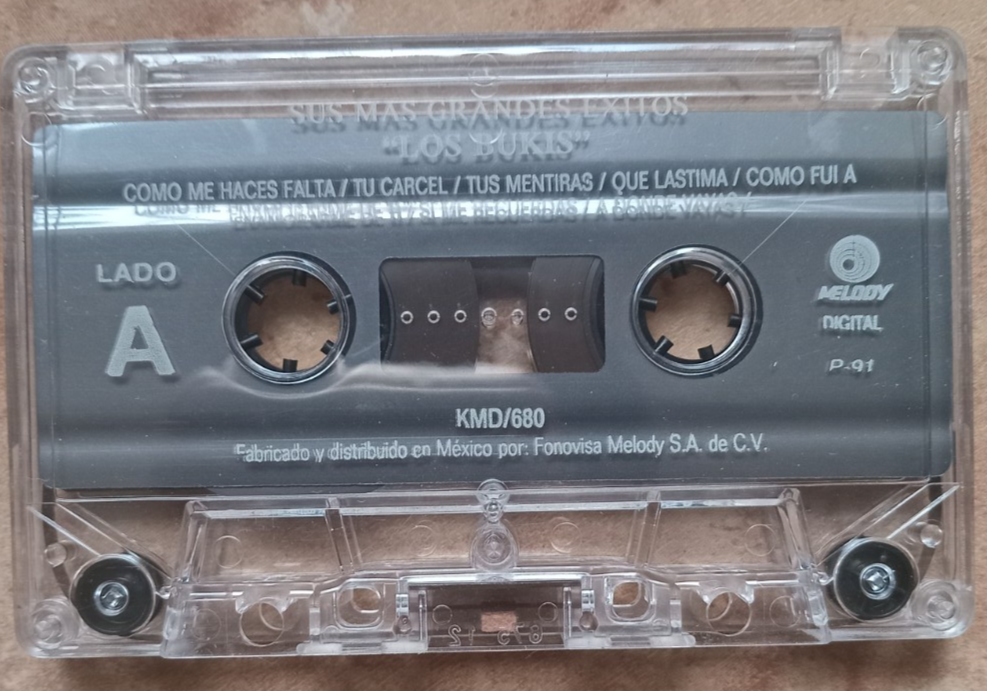 SUS MAS GRANDES EXITOS
"LOS BUKIS"
COMO ME HACES FALTA / TU CARCEL / TUS MENTIRAS / QUE LASTIMA / COMO FUI A
ENAMORARME DE TI / SI ME RECUERDAS / A DONDE VAYAS /
LADO
A
MELODY
DIGITAL
P-91
KMD/680
Fabricado y distribuido en México por: Fonovisa Melody S.A. de C.V.